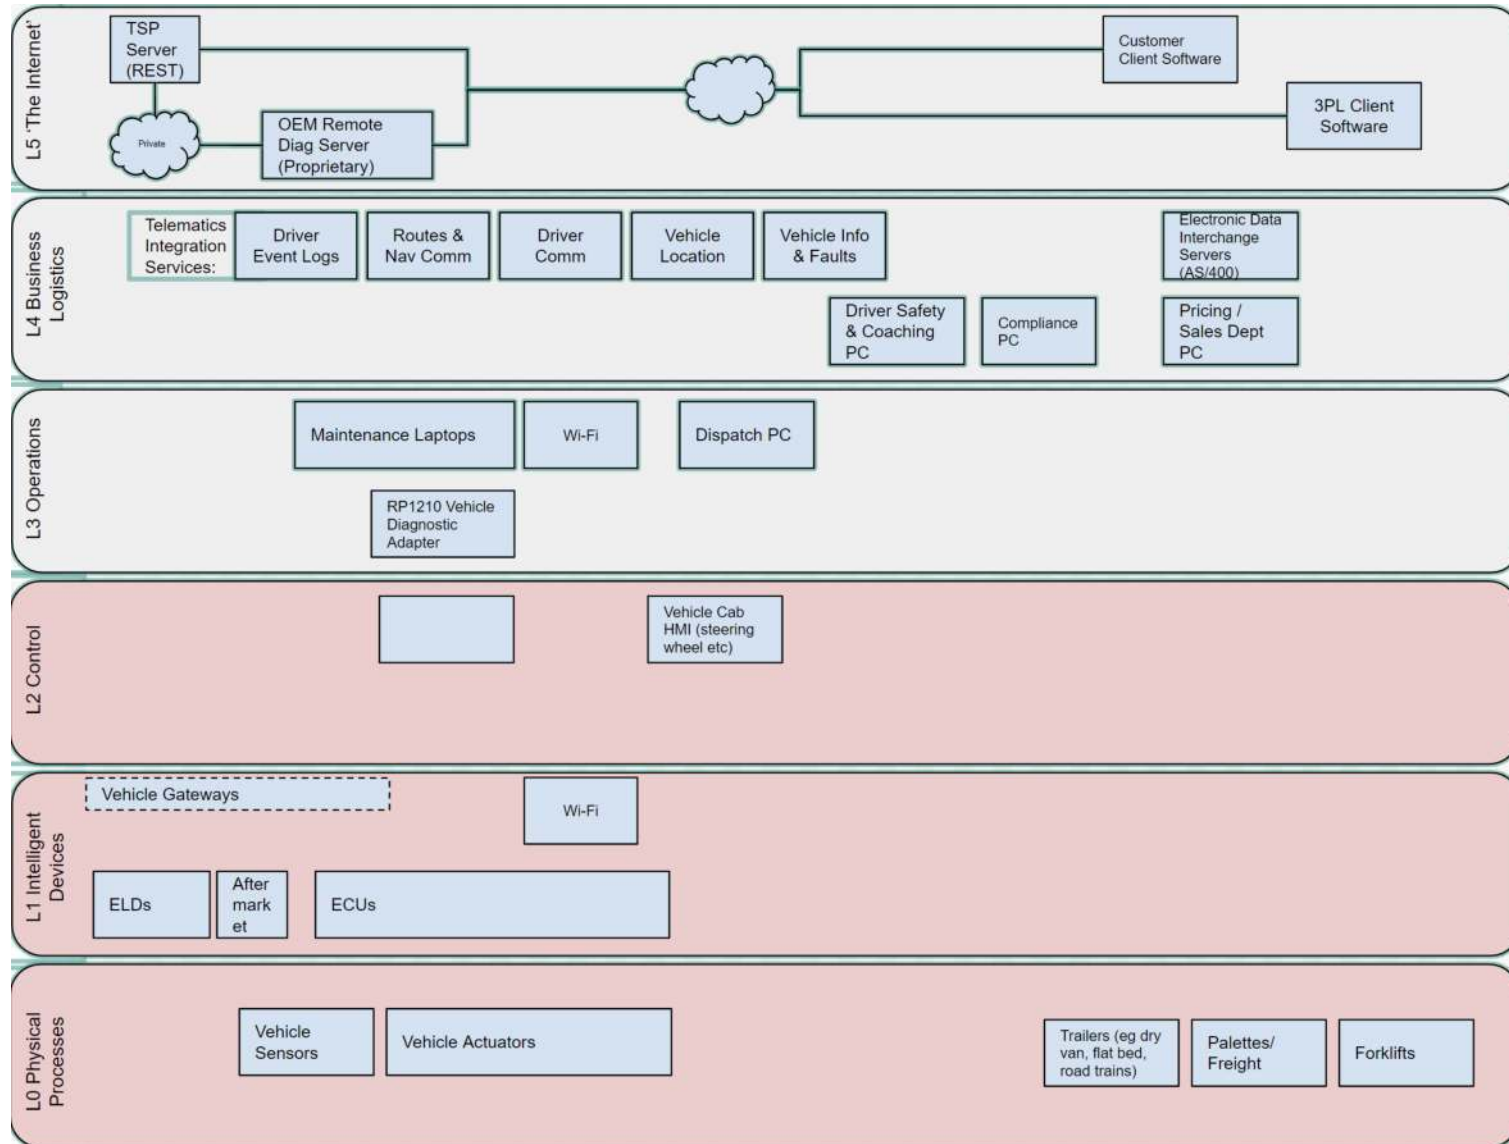 L5 'The Internet'
TSP
Server
(REST)
Private
OEM Remote
Diag Server
(Proprietary)
Customer
Client Software
3PL Client
Software
L4 Business
Logistics
Telematics
Integration
Services:
Driver
Event Logs
Routes &
Nav Comm
Driver
Comm
Vehicle
Location
Vehicle Info
& Faults
Electronic Data
Interchange
Servers
(AS/400)
Driver Safety
& Coaching
PC
Compliance
PC
Pricing /
Sales Dept
PC
L3 Operations
Maintenance Laptops
Wi-Fi
Dispatch PC
RP1210 Vehicle
Diagnostic
Adapter
L2 Control
Vehicle Cab
HMI (steering
wheel etc)
L1 Intelligent
Devices
Vehicle Gateways
Wi-Fi
ELDs
After
mark
et
ECUs
L0 Physical
Processes
Vehicle
Sensors
Vehicle Actuators
Trailers (eg dry
van, flat bed,
road trains)
Palettes/
Freight
Forklifts